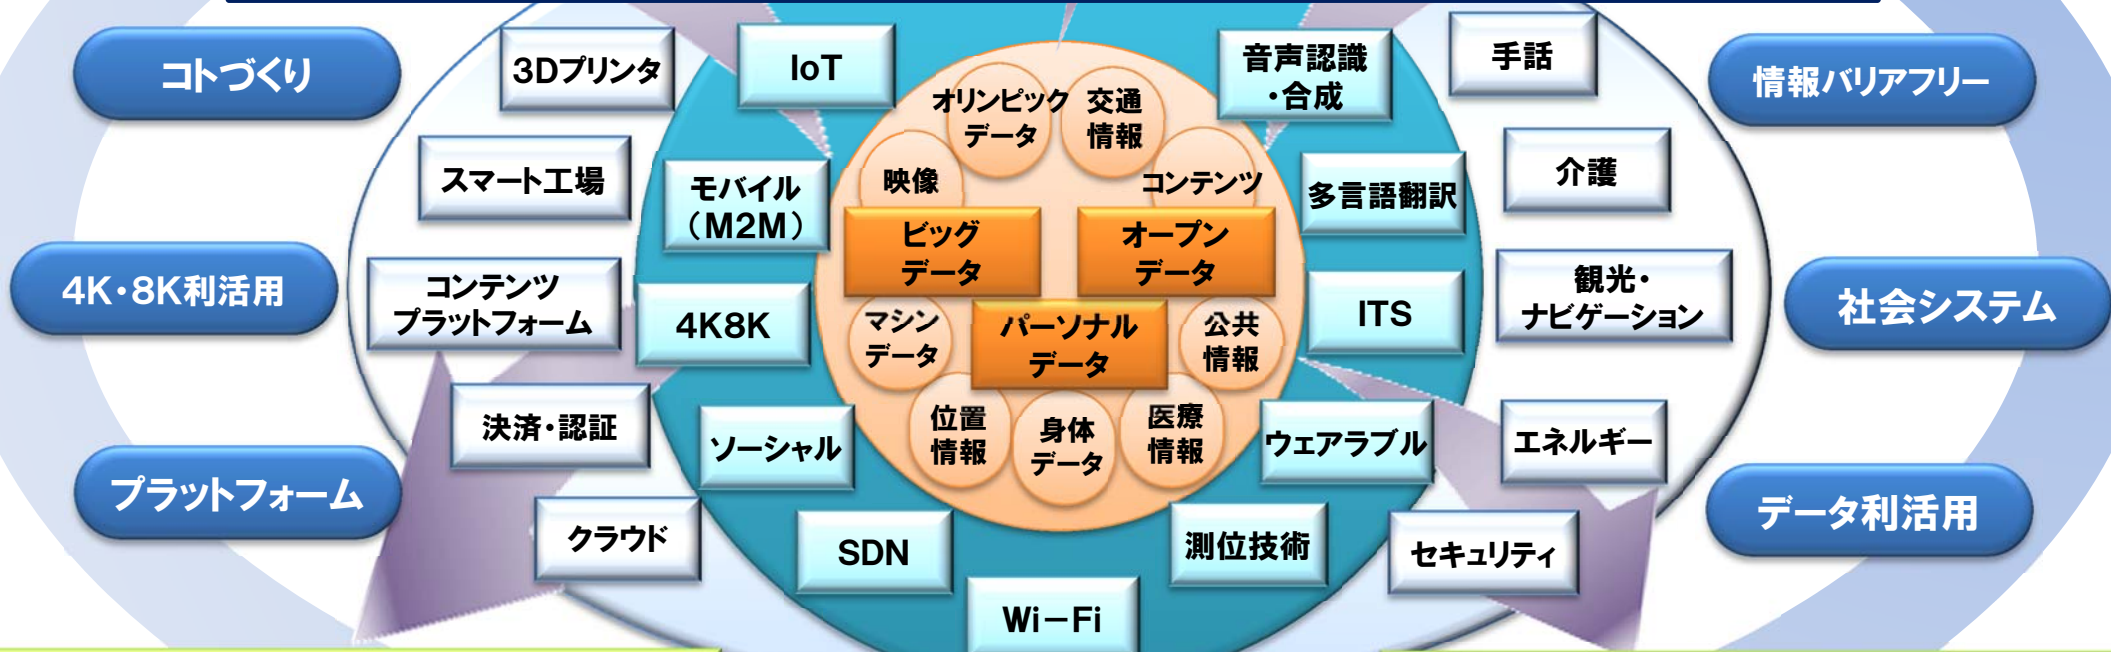 コトづくり
3Dプリンタ
IoT
音声認識
・合成
手話
情報バリアフリー
オリンピック
データ
交通
情報
スマート工場
モバイル
（M2M）
映像
コンテンツ
多言語翻訳
介護
ビッグ
データ
オープン
データ
4K・8K利活用
コンテンツ
プラットフォーム
4K8K
マシン
データ
パーソナル
データ
公共
情報
ITS
観光・
ナビゲーション
社会システム
決済・認証
ソーシャル
位置
情報
身体
データ
医療
情報
ウェアラブル
エネルギー
プラットフォーム
クラウド
SDN
Wi－Fi
測位技術
セキュリティ
データ利活用